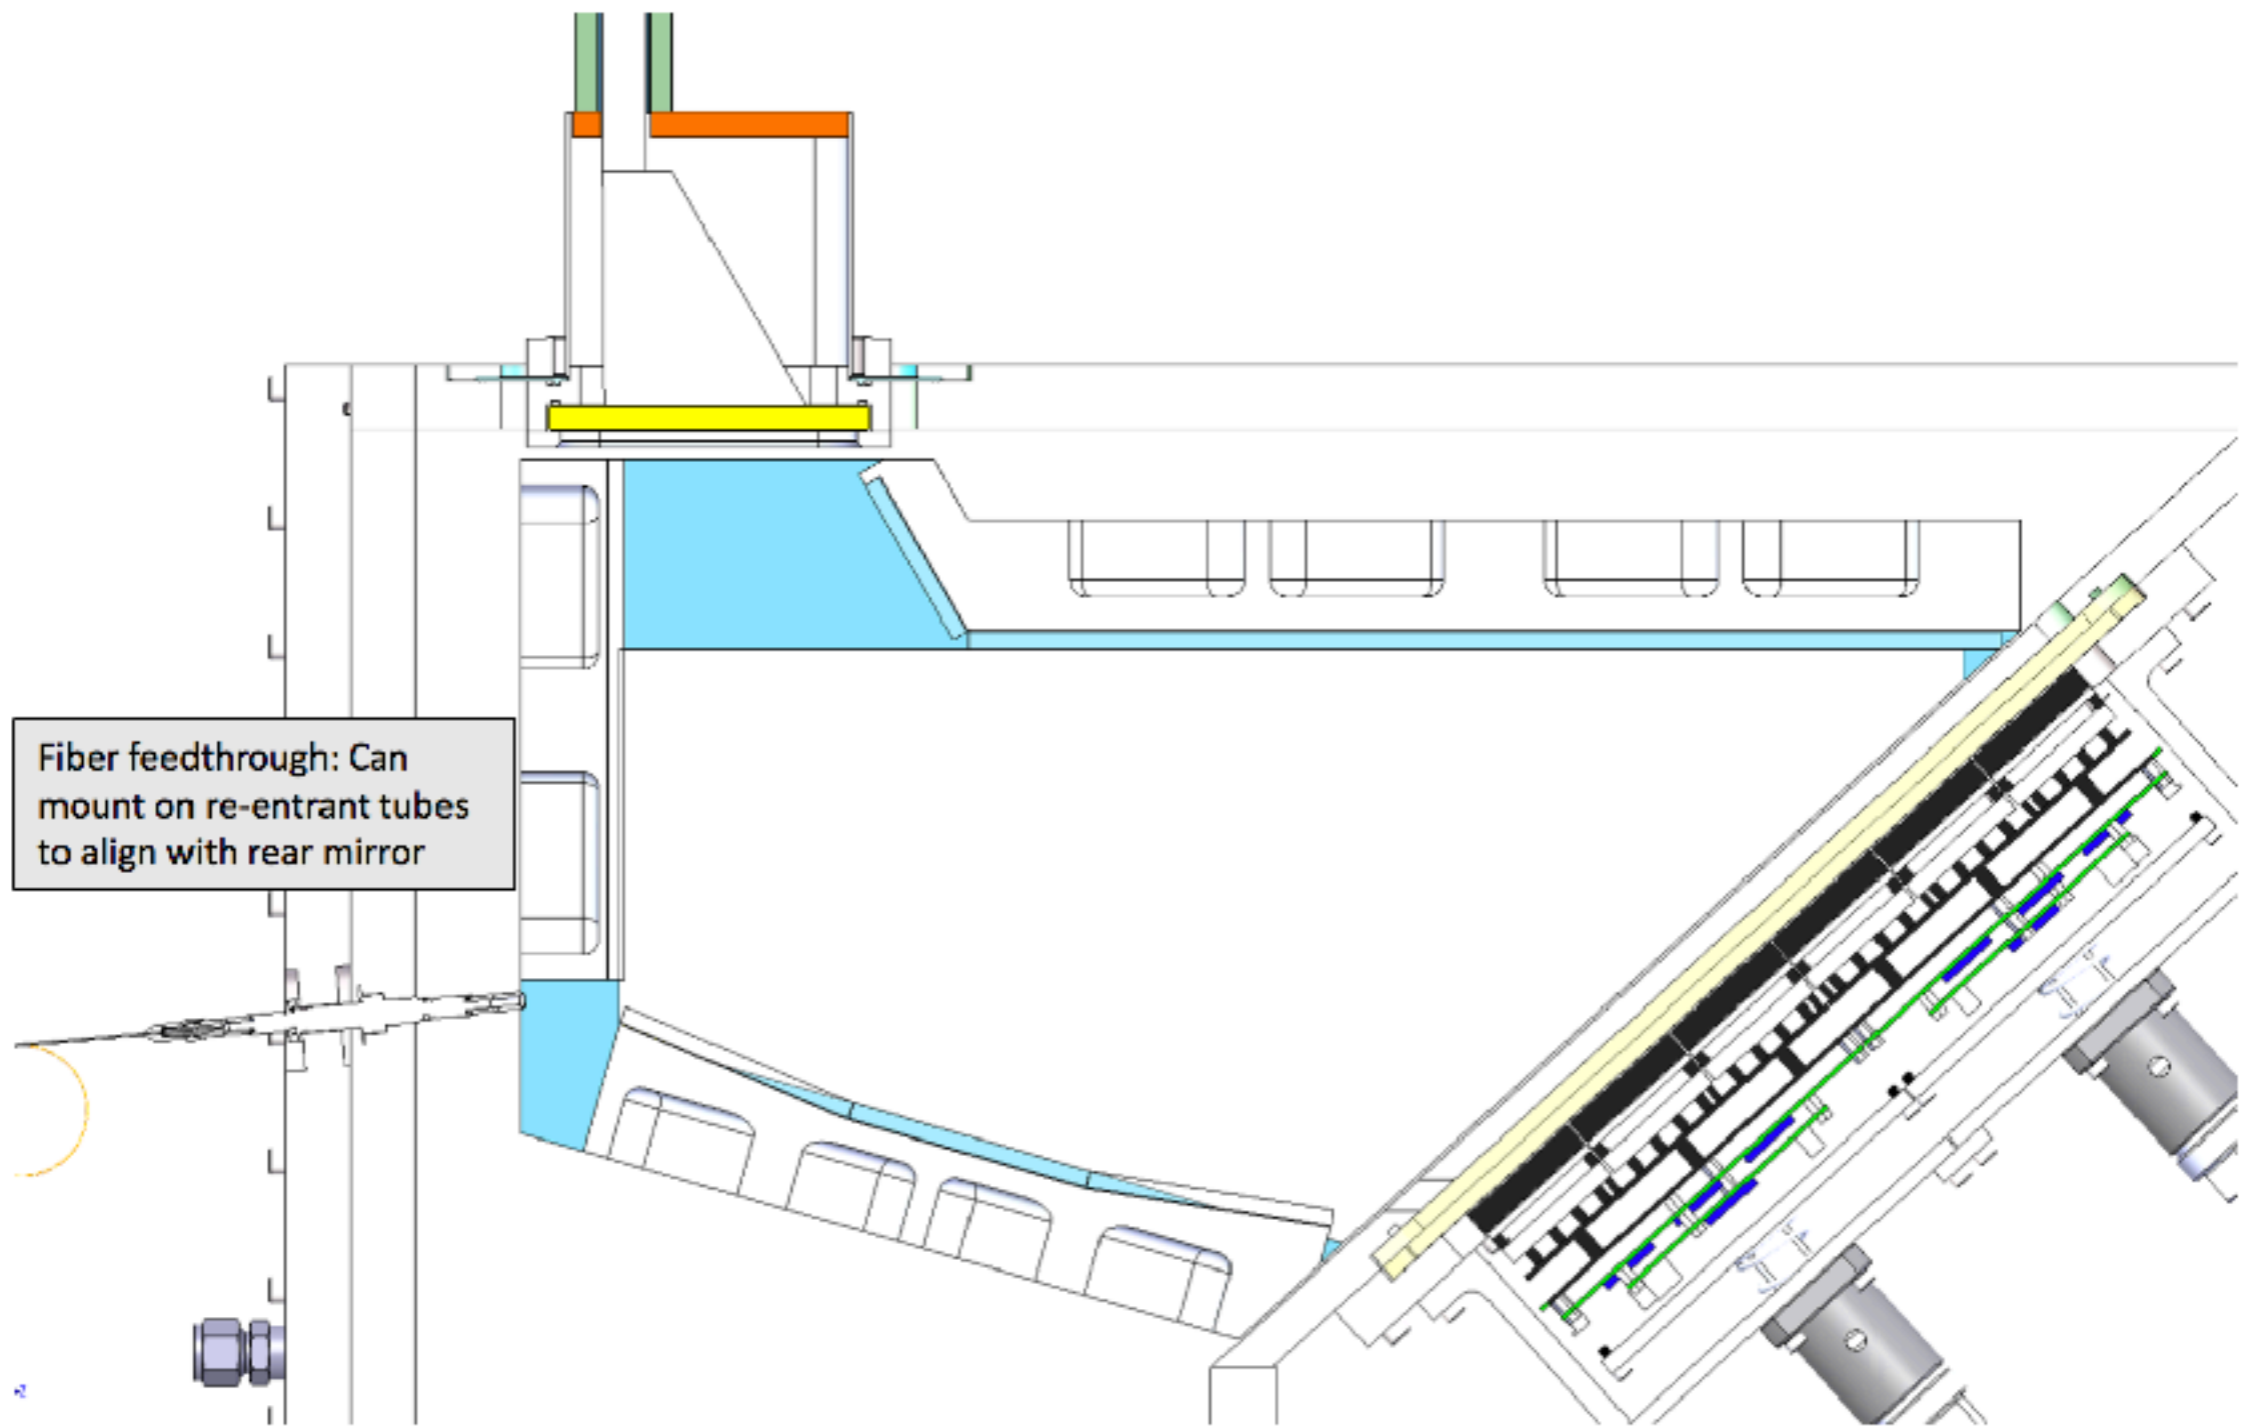 Fiber feedthrough: Can
mount on re-entrant tubes
to align with rear mirror